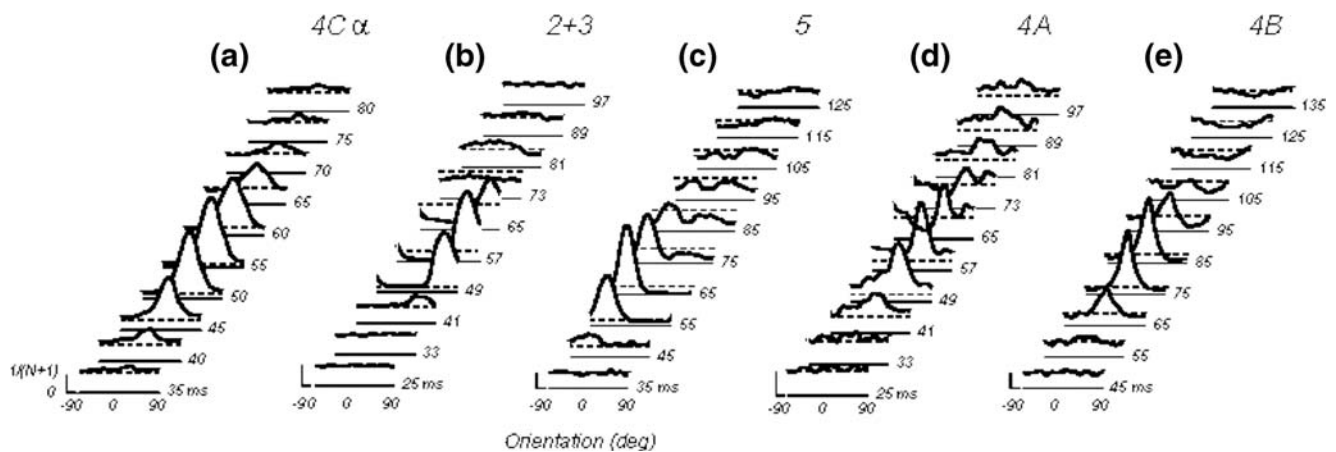 4C α 2+3 5 4A 4B
(a) (b) (c) (d) (e)
80 97 125 97 135
75 89 115 89 125
70 81 105 81 115
65 73 95 73 105
60 65 85 65 95
55 57 75 57 85
50 49 65 49 75
45 41 55 41 65
40 33 45 33 55
1/(N+1)
0 35 ms 25 ms 35 ms 25 ms 45 ms
-90 0 90 -90 0 90 -90 0 90 -90 0 90 -90 0 90
Orientation (deg)